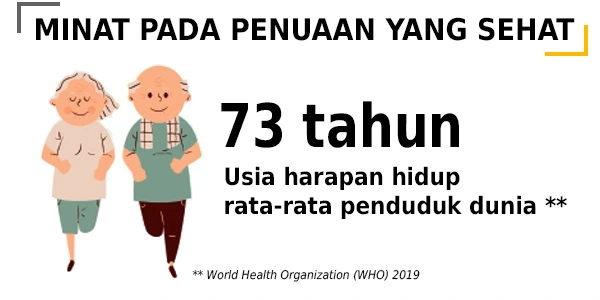 MINAT PADA PENUAAN YANG SEHAT
73 tahun
Usia harapan hidup
rata-rata penduduk dunia **
** World Health Organization (WHO) 2019